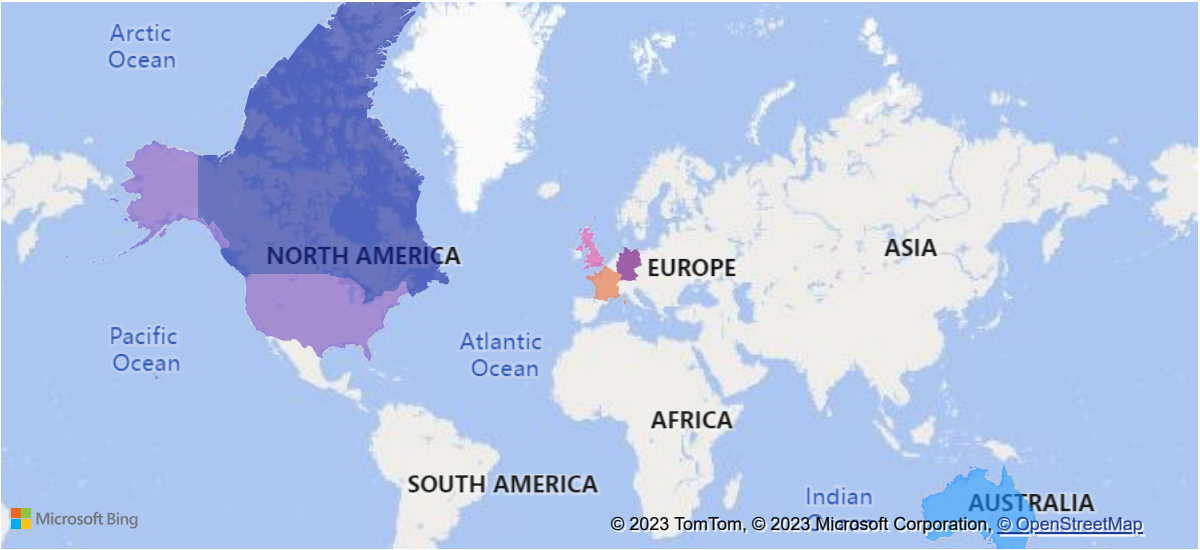 Arctic
Ocean
NORTH AMERICA
EUROPE
ASIA
Pacific
Ocean
Atlantic
Ocean
AFRICA
SOUTH AMERICA
Indian
AUSTRALIA
Microsoft Bing
© 2023 TomTom, © 2023 Microsoft Corporation, © OpenStreetMap